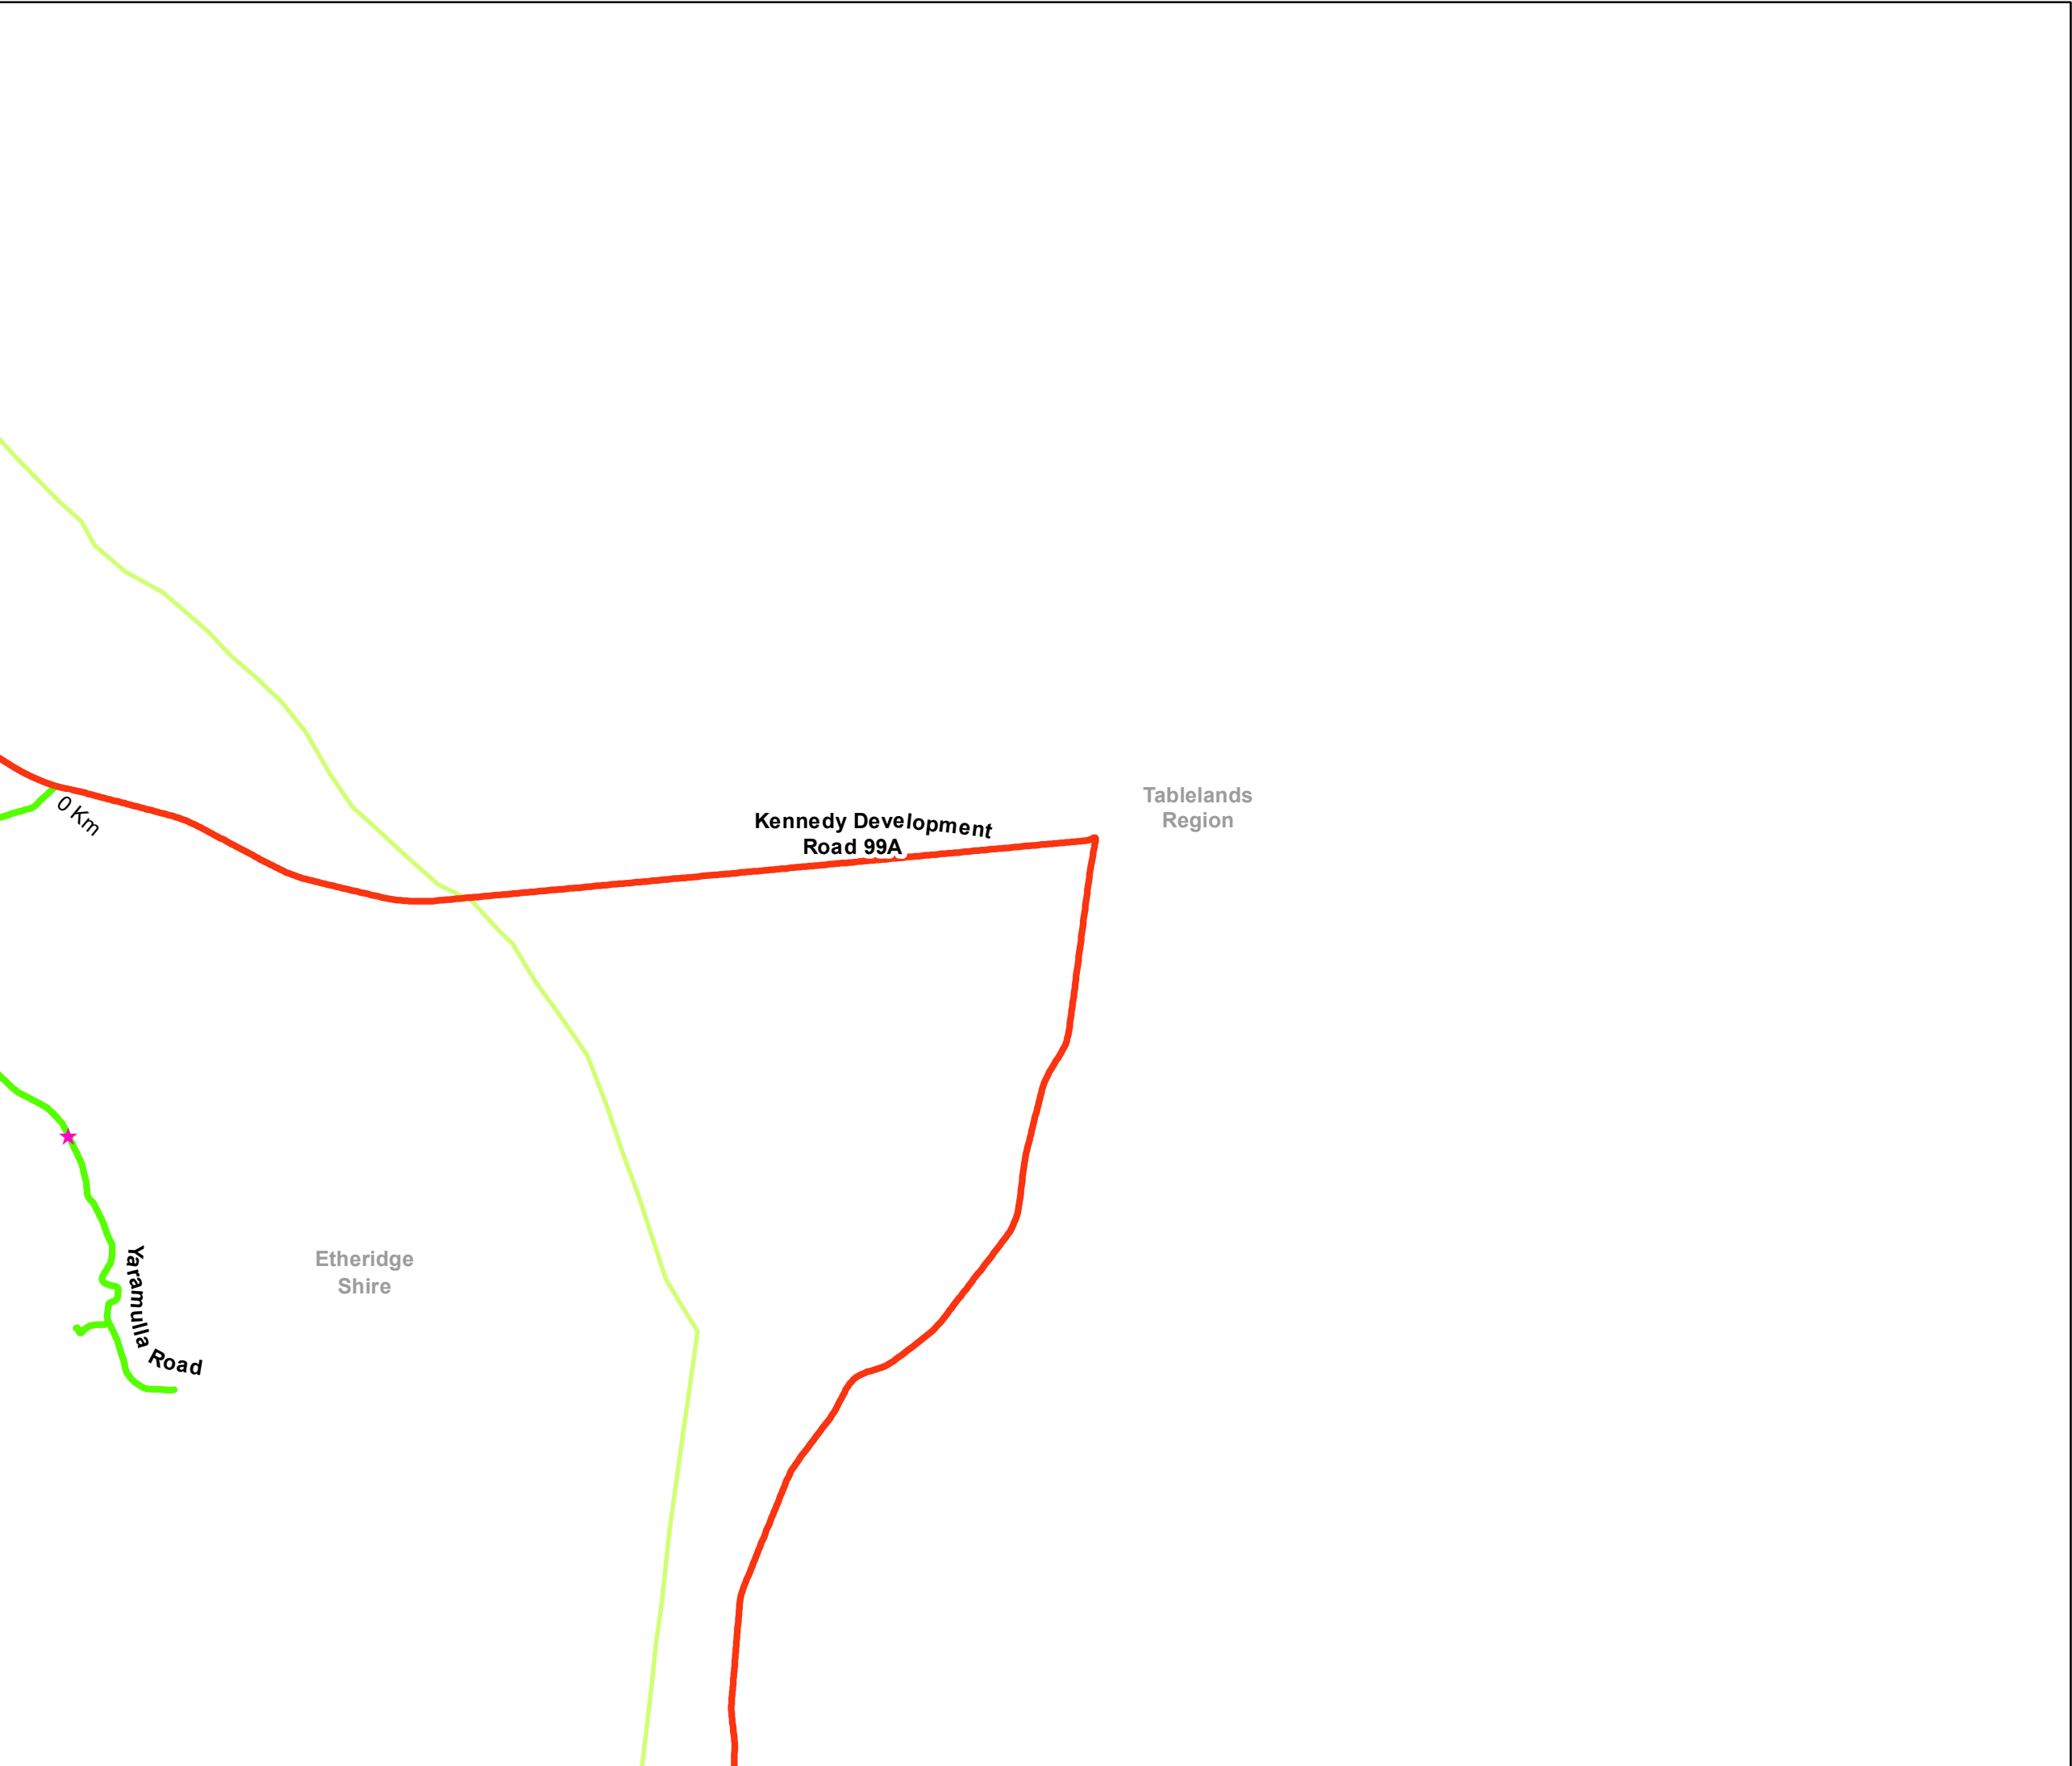 Tablelands
Region
0 Km
Kennedy Development
Road 99A
Etheridge
Shire
Yaramulla
Road